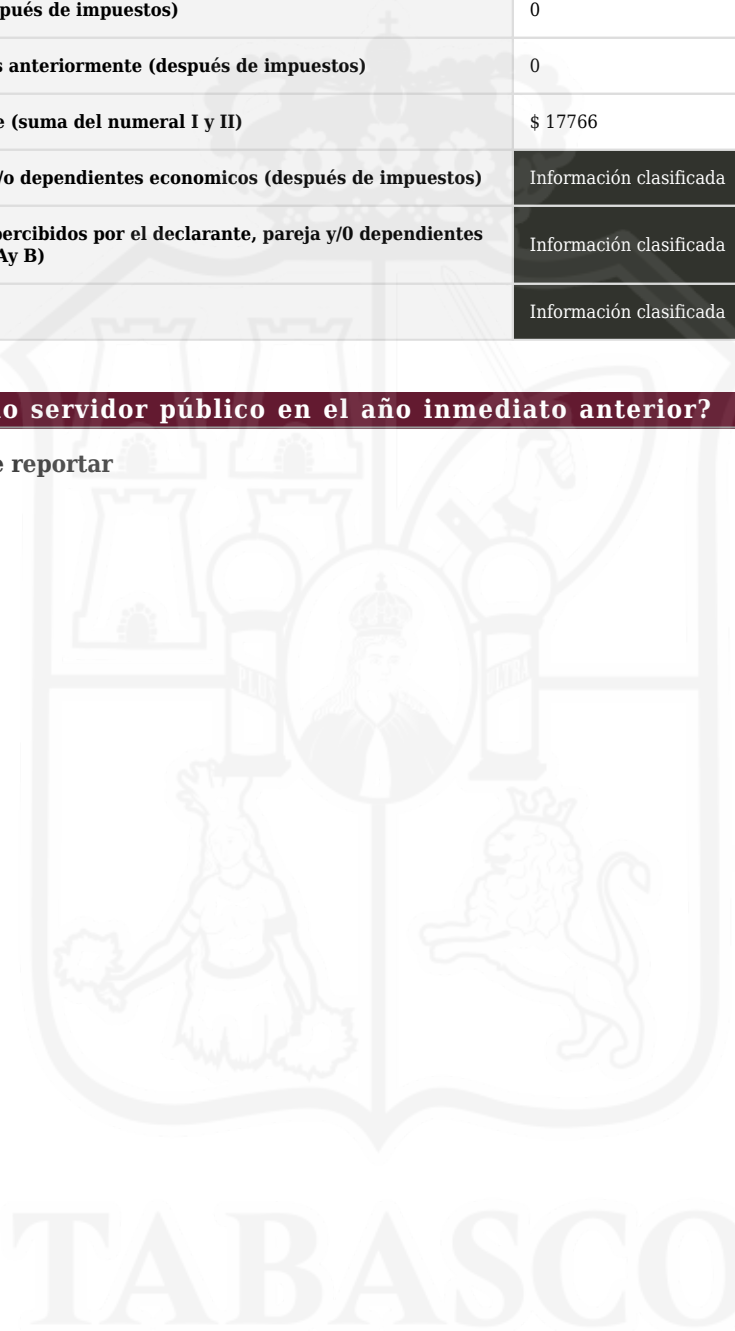 pués de impuestos) 0
s anteriormente (después de impuestos) 0
e (suma del numeral I y II) $ 17766
/o dependientes economicos (después de impuestos) Información clasificada
percibidos por el declarante, pareja y/0 dependientes
Ay B) Información clasificada
Información clasificada
o servidor público en el año inmediato anterior?
e reportar
PLUS ULTRA
TABASCO